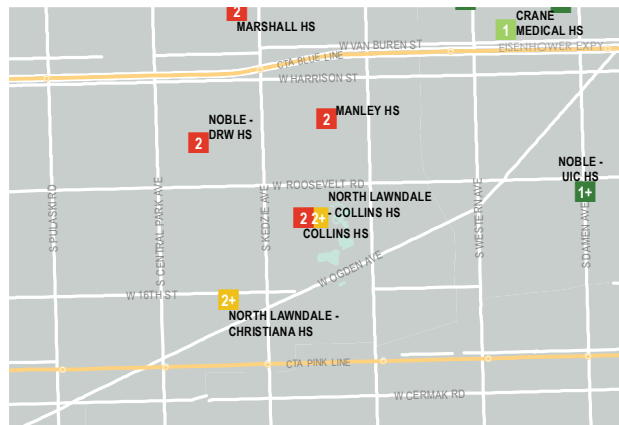 2
MARSHALL HS
1
CRANE
MEDICAL HS
W VAN BUREN ST
EISENHOWER EXPY
CTA BLUE LINE
W HARRISON ST
NOBLE -
DRW HS
2
2
MANLEY HS
NOBLE -
UIC HS
1+
W ROOSEVELT RD
S PULASKI RD
S CENTRAL PARK AVE
S KEDZIE AVE
S WESTERN AVE
S DAMEN AVE
2
2+
NORTH LAWNDALE
- COLLINS HS
COLLINS HS
W OGDEN AVE
W 16TH ST
2+
NORTH LAWNDALE -
CHRISTIANA HS
CTA PINK LINE
W CERMAK RD